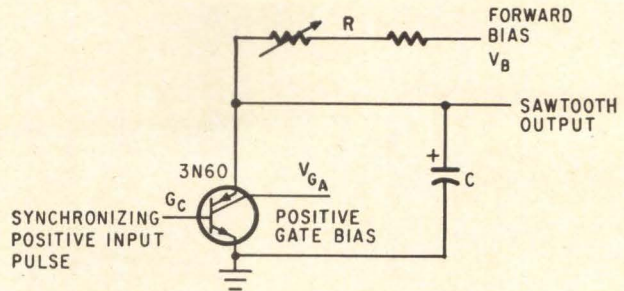 FORWARD
BIAS
V_B
R
SAWTOOTH
OUTPUT
3N60
V_GA
+
C
G_C
SYNCHRONIZING
POSITIVE INPUT
PULSE
POSITIVE
GATE BIAS